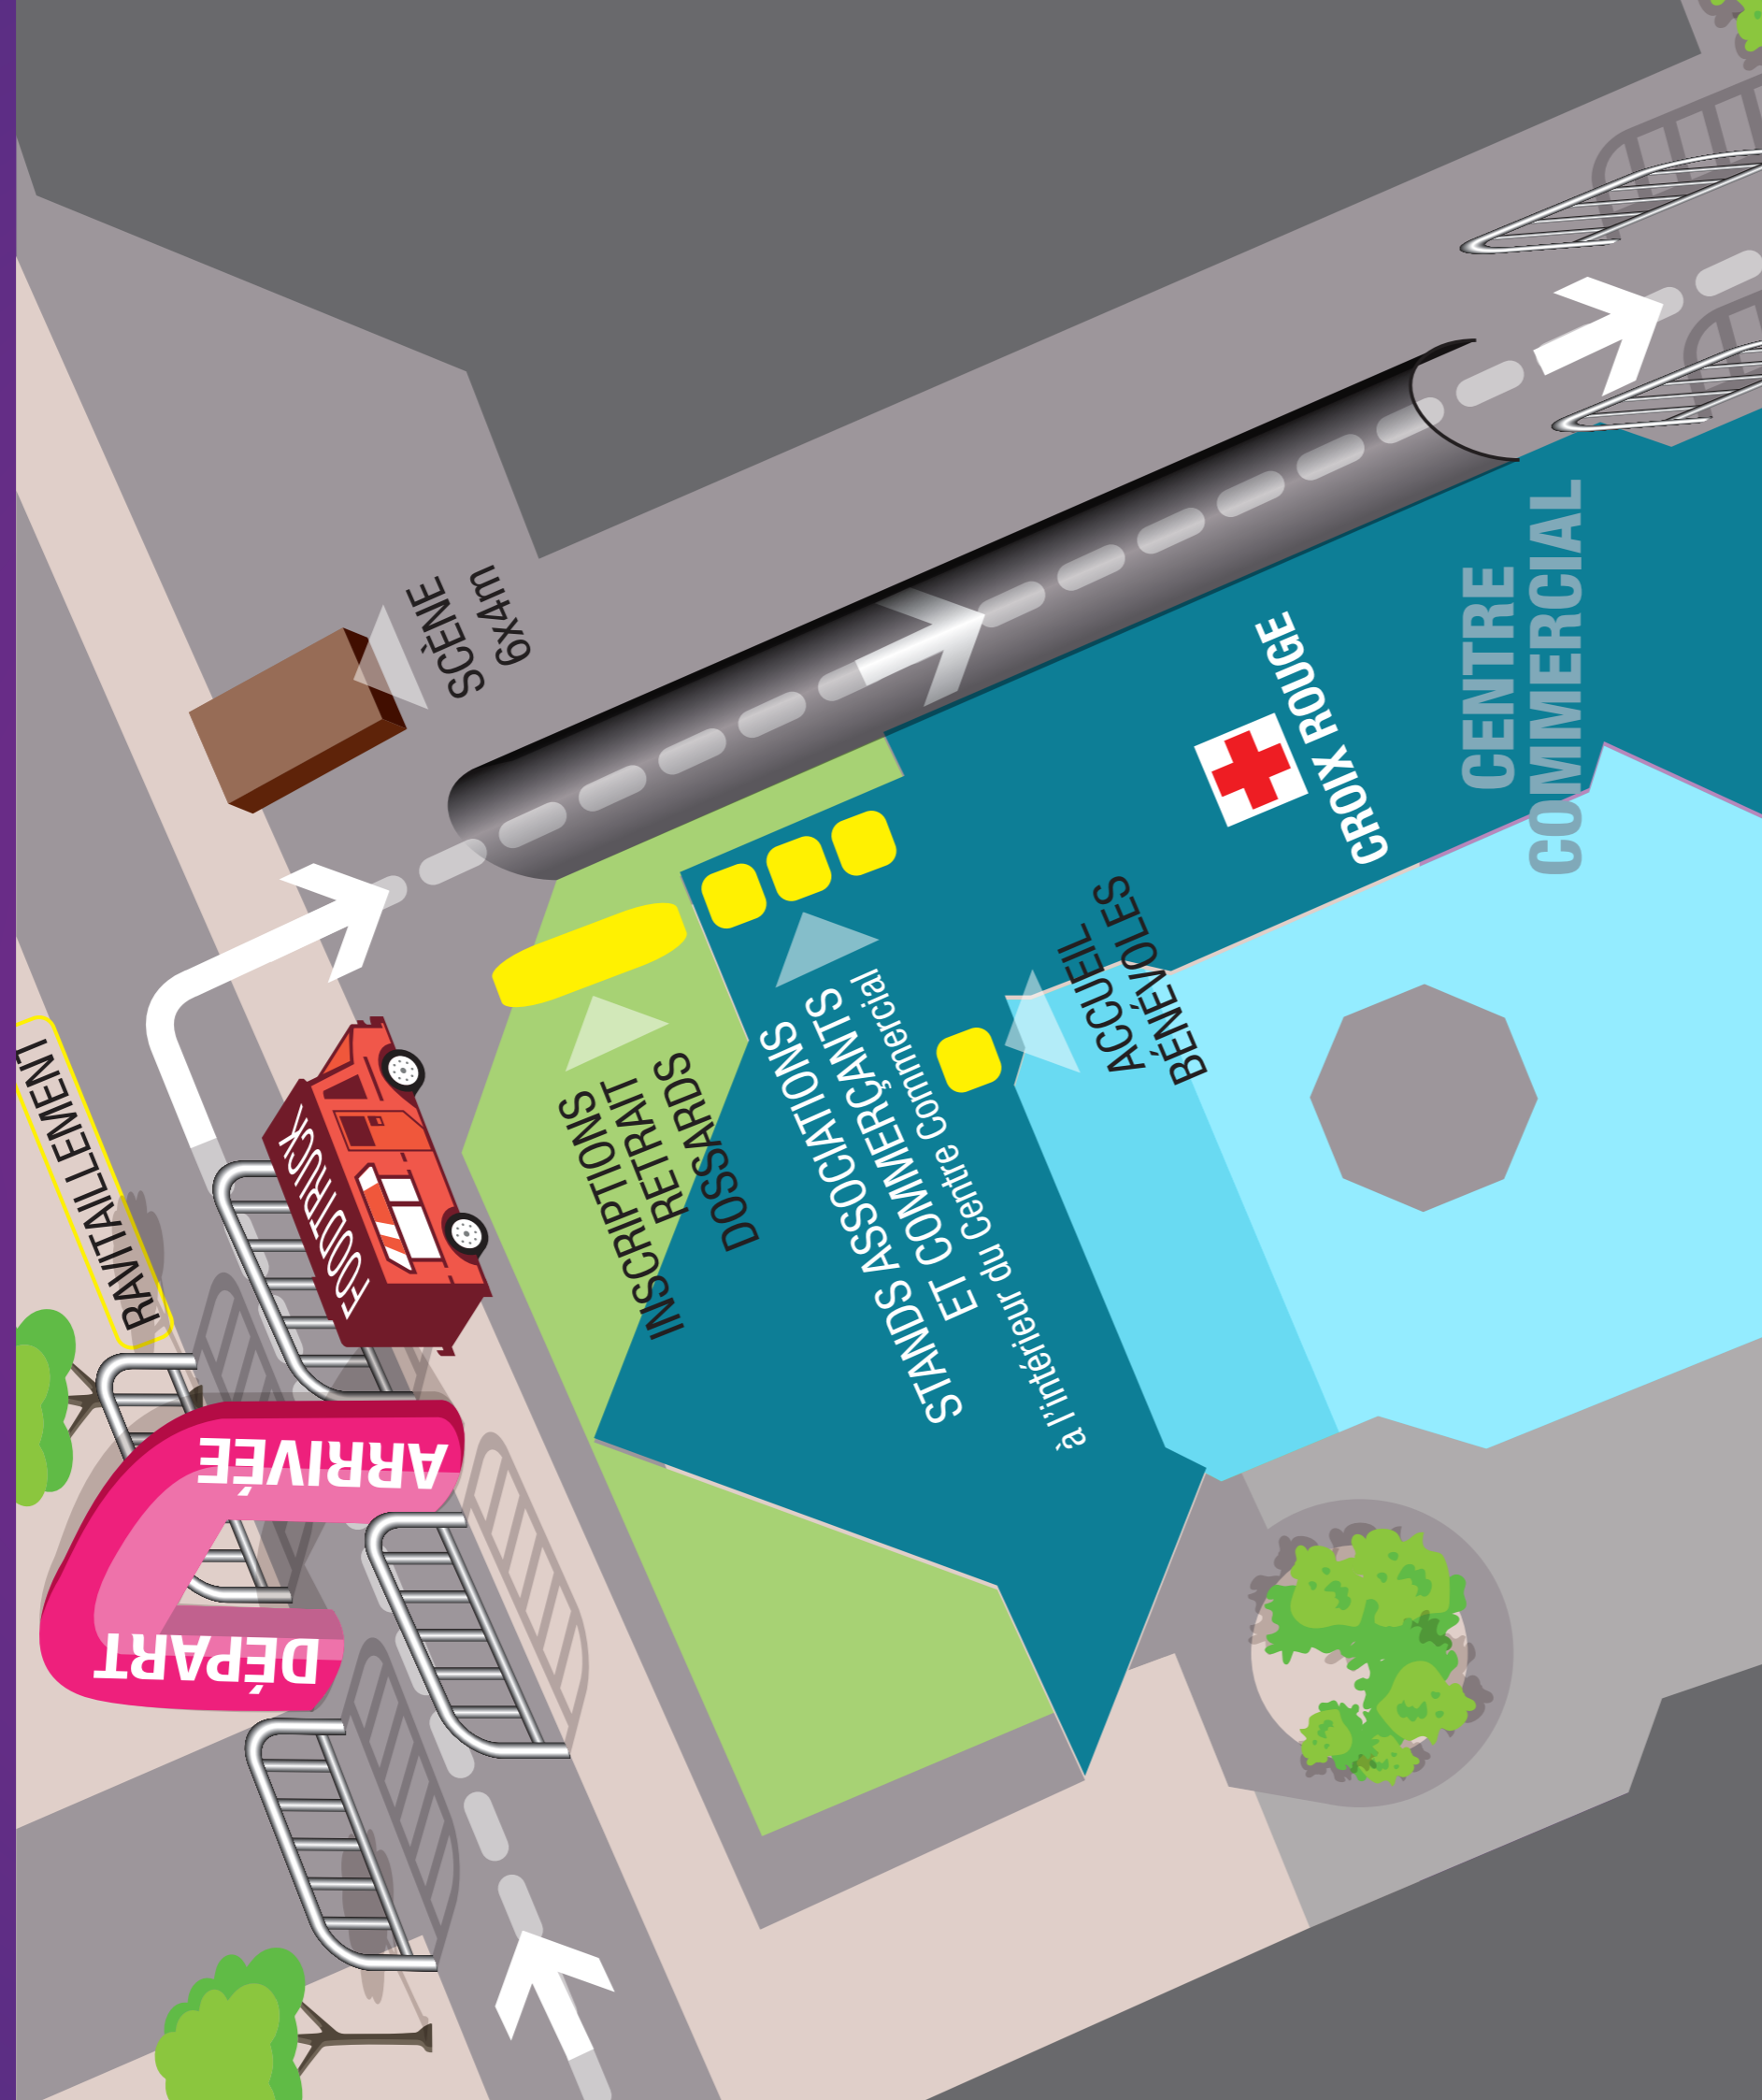 RAVITAILLEMENT
SCÈNE
6x4m
FOODTRUCK
ARRIVÉE
DÉPART
INSCRIPTIONS
RETRAIT
DOSSARDS
STANDS ASSOCIATIONS
ET COMMERÇANTS
à l'intérieur du Centre Commercial
ACCUEIL
BÉNÉVOLES
CROIX ROUGE
CENTRE
COMMERCIAL